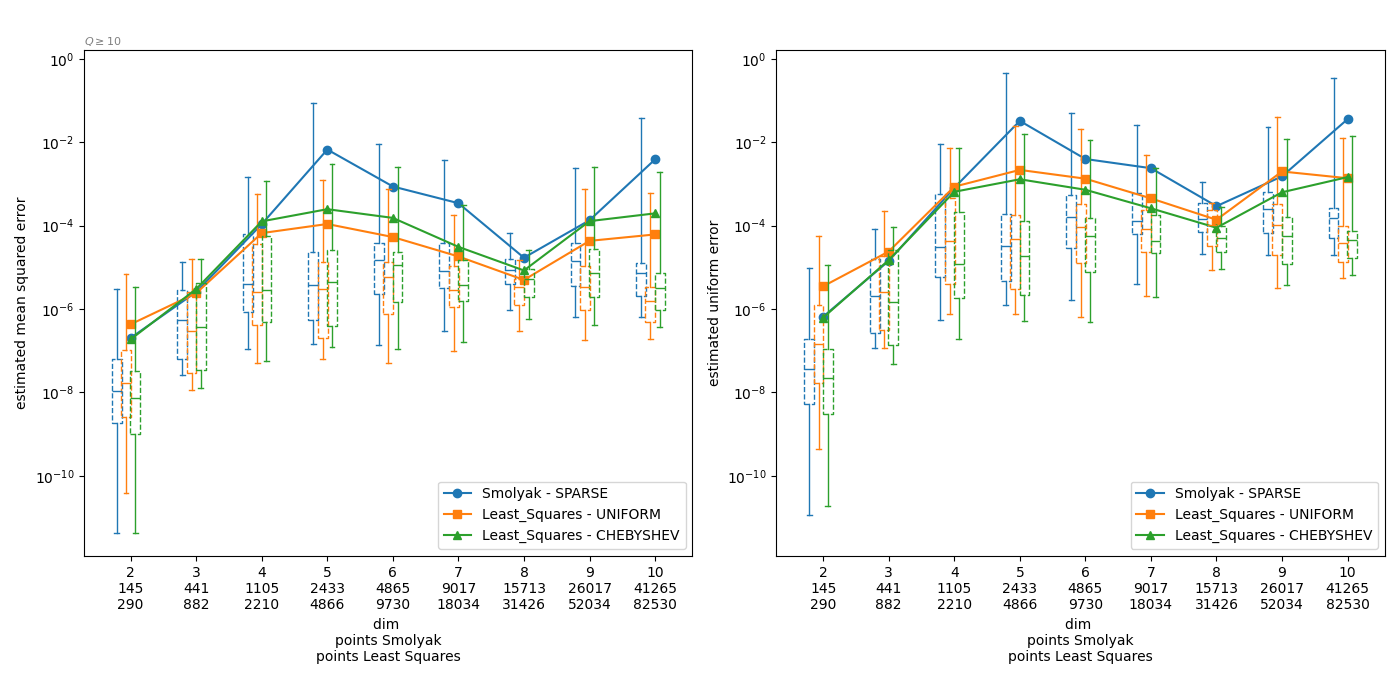 Q ≥ 10
estimated mean squared error
10⁰
10⁻²
10⁻⁴
10⁻⁶
10⁻⁸
10⁻¹⁰
Smolyak - SPARSE
Least_Squares - UNIFORM
Least_Squares - CHEBYSHEV
2 3 4 5 6 7 8 9 10
145 441 1105 2433 4865 9017 15713 26017 41265
290 882 2210 4866 9730 18034 31426 52034 82530
dim
points Smolyak
points Least Squares
estimated uniform error
10⁰
10⁻²
10⁻⁴
10⁻⁶
10⁻⁸
10⁻¹⁰
Smolyak - SPARSE
Least_Squares - UNIFORM
Least_Squares - CHEBYSHEV
2 3 4 5 6 7 8 9 10
145 441 1105 2433 4865 9017 15713 26017 41265
290 882 2210 4866 9730 18034 31426 52034 82530
dim
points Smolyak
points Least Squares